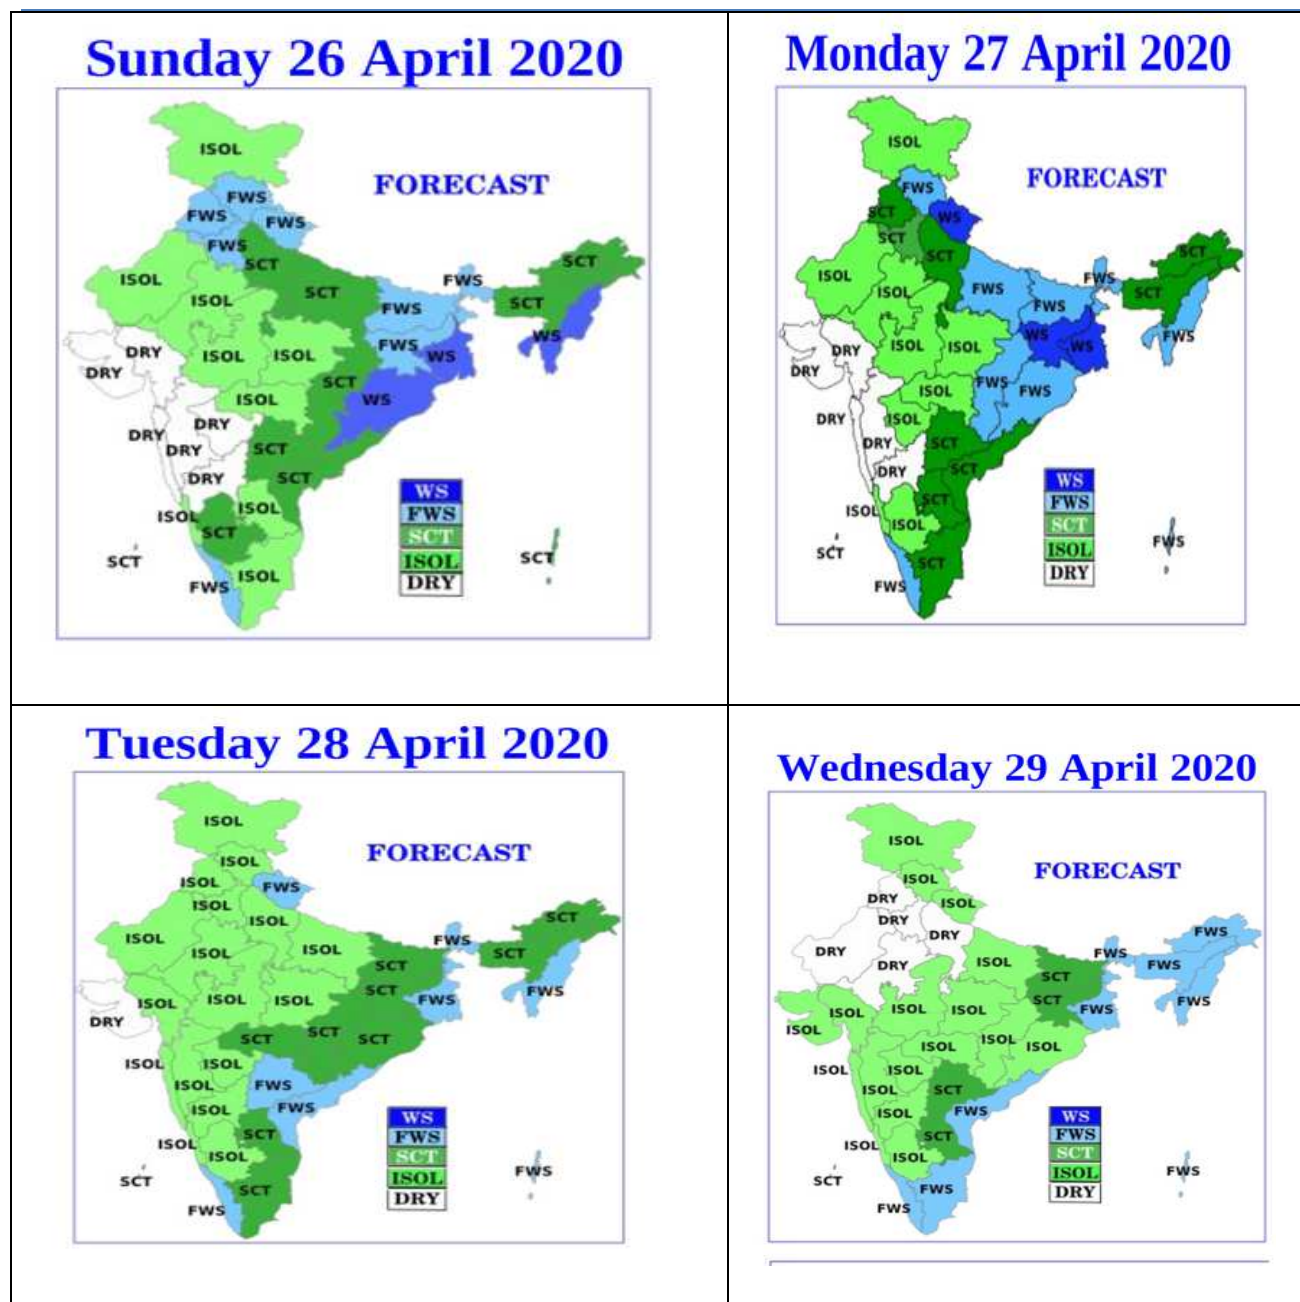 Sunday 26 April 2020
FORECAST
ISOL
FWS
FWS
FWS
FWS
SCT
SCT
ISOL
ISOL
FWS
SCT
SCT
FWS
DRY
ISOL
ISOL
FWS
WS
WS
DRY
SCT
WS
ISOL
DRY
DRY
DRY
SCT
DRY
SCT
ISOL
ISOL
SCT
SCT
SCT
ISOL
FWS
WS
FWS
SCT
ISOL
DRY
Monday 27 April 2020
FORECAST
ISOL
FWS
SCT
WS
SCT
SCT
SCT
ISOL
FWS
ISOL
FWS
SCT
FWS
WS
WS
FWS
DRY
ISOL
ISOL
DRY
FWS
FWS
ISOL
DRY
ISOL
DRY
SCT
DRY
SCT
SCT
ISOL
ISOL
SCT
FWS
SCT
FWS
WS
FWS
SCT
ISOL
DRY
Tuesday 28 April 2020
FORECAST
ISOL
ISOL
ISOL
FWS
ISOL
ISOL
SCT
ISOL
FWS
ISOL
ISOL
SCT
SCT
SCT
FWS
FWS
ISOL
ISOL
ISOL
DRY
SCT
SCT
SCT
ISOL
ISOL
ISOL
FWS
ISOL
FWS
SCT
ISOL
ISOL
SCT
FWS
SCT
FWS
WS
FWS
SCT
ISOL
DRY
Wednesday 29 April 2020
FORECAST
ISOL
ISOL
DRY
ISOL
DRY
DRY
FWS
DRY
DRY
ISOL
FWS
FWS
SCT
SCT
FWS
FWS
ISOL
ISOL
ISOL
ISOL
ISOL
ISOL
ISOL
ISOL
ISOL
ISOL
SCT
ISOL
FWS
SCT
ISOL
ISOL
SCT
FWS
FWS
FWS
WS
FWS
SCT
ISOL
DRY